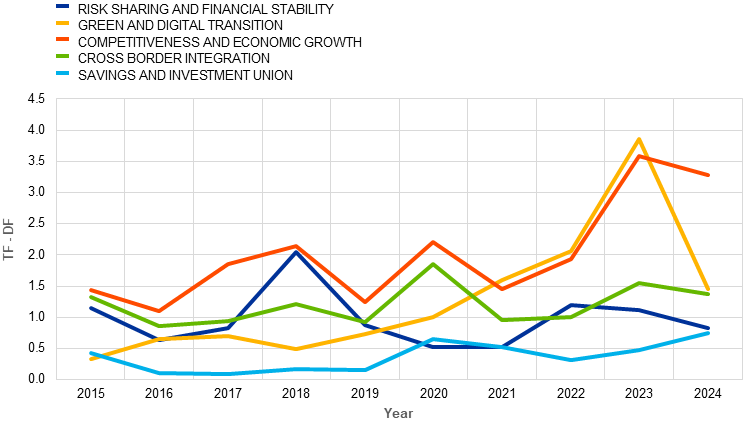 RISK SHARING AND FINANCIAL STABILITY
GREEN AND DIGITAL TRANSITION
COMPETITIVENESS AND ECONOMIC GROWTH
CROSS BORDER INTEGRATION
SAVINGS AND INVESTMENT UNION
4.5
4.0
3.5
3.0
2.5
2.0
1.5
1.0
0.5
0.0
TF - DF
2015 2016 2017 2018 2019 2020 2021 2022 2023 2024
Year